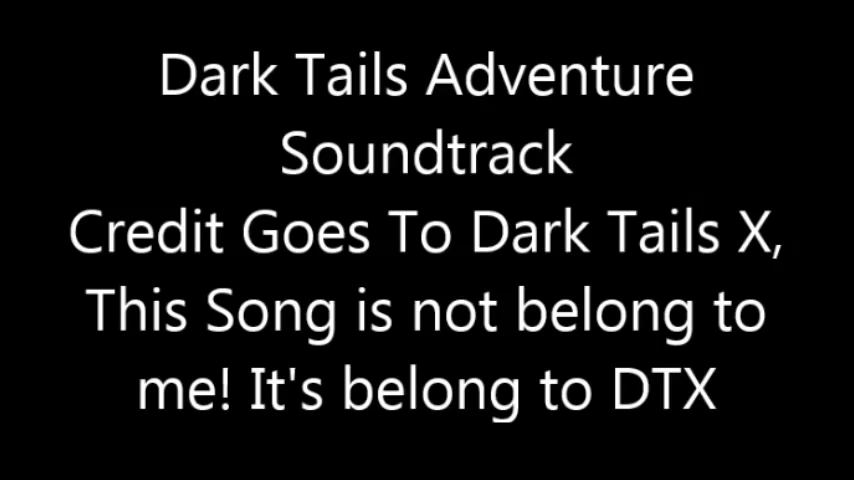 Dark Tails Adventure
Soundtrack
Credit Goes To Dark Tails X,
This Song is not belong to
me! It's belong to DTX